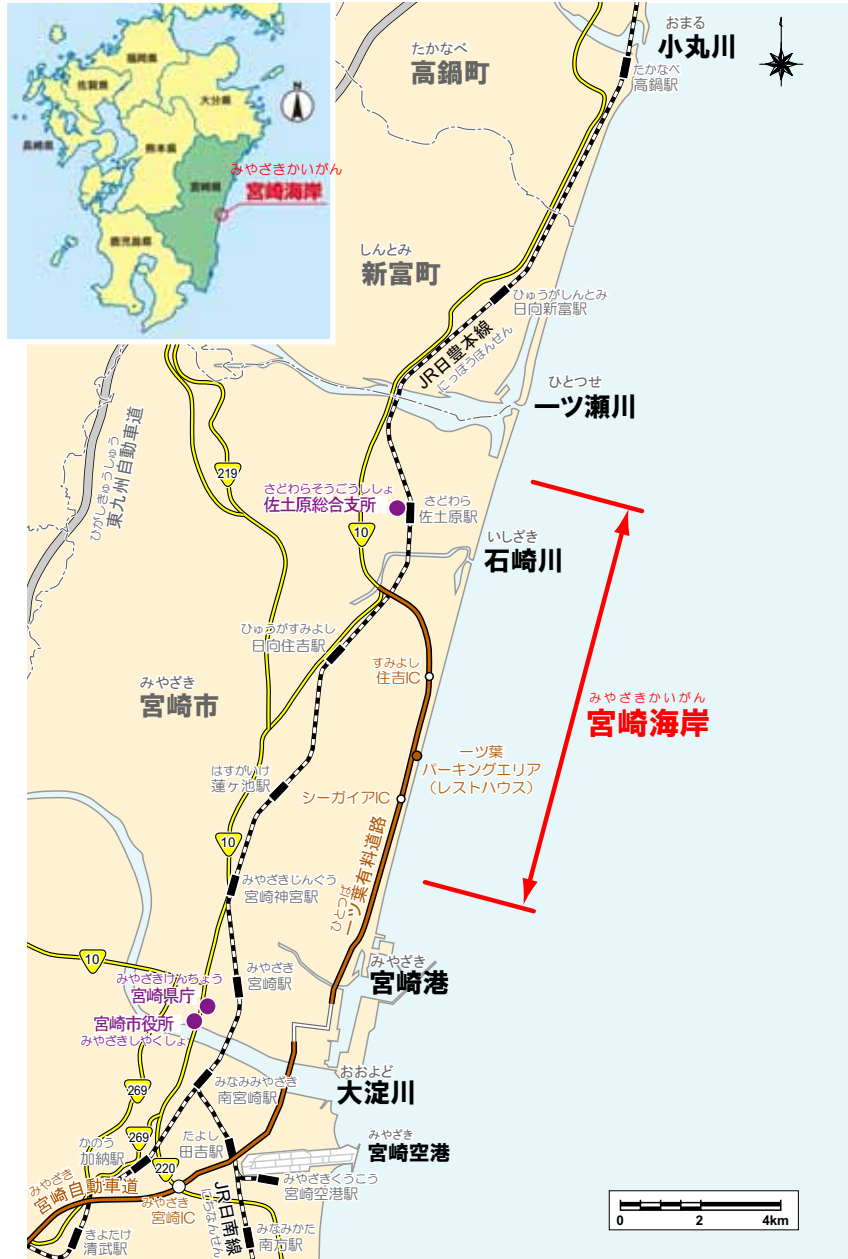 福岡県
佐賀県
大分県
長崎県
熊本県
宮崎県
鹿児島県
N
みやざきかいがん
宮崎海岸
おまる
小丸川
たかなべ
高鍋町
たかなべ
高鍋駅
しんとみ
新富町
ひゅうがしんとみ
日向新富駅
JR日豊本線
にっぽうほんせん
ひとつせ
一ツ瀬川
ひがしきゅうしゅう
東九州自動車道
219
さどわらそうごうししょ
佐土原総合支所
さどわら
佐土原駅
10
いしざき
石崎川
ひゅうがすみよし
日向住吉駅
すみよし
住吉IC
みやざき
宮崎市
みやざきかいがん
宮崎海岸
一ツ葉
パーキングエリア
（レストハウス）
はすがいけ
蓮ヶ池駅
シーガイアIC
10
ひとつば
一ツ葉有料道路
みやざきじんぐう
宮崎神宮駅
10
みやざき
宮崎駅
みやざき
宮崎港
みやざきけんちょう
宮崎県庁
宮崎市役所
みやざきしやくしょ
おおよど
大淀川
みなみみやざき
南宮崎駅
269
269
かのう
加納駅
たよし
田吉駅
みやざき
宮崎空港
220
みやざきくうこう
宮崎空港駅
みやざき
宮崎自動車道
みやざき
宮崎IC
JR日南線
にちなんせん
みなみかた
南方駅
きよたけ
清武駅
0 2 4km